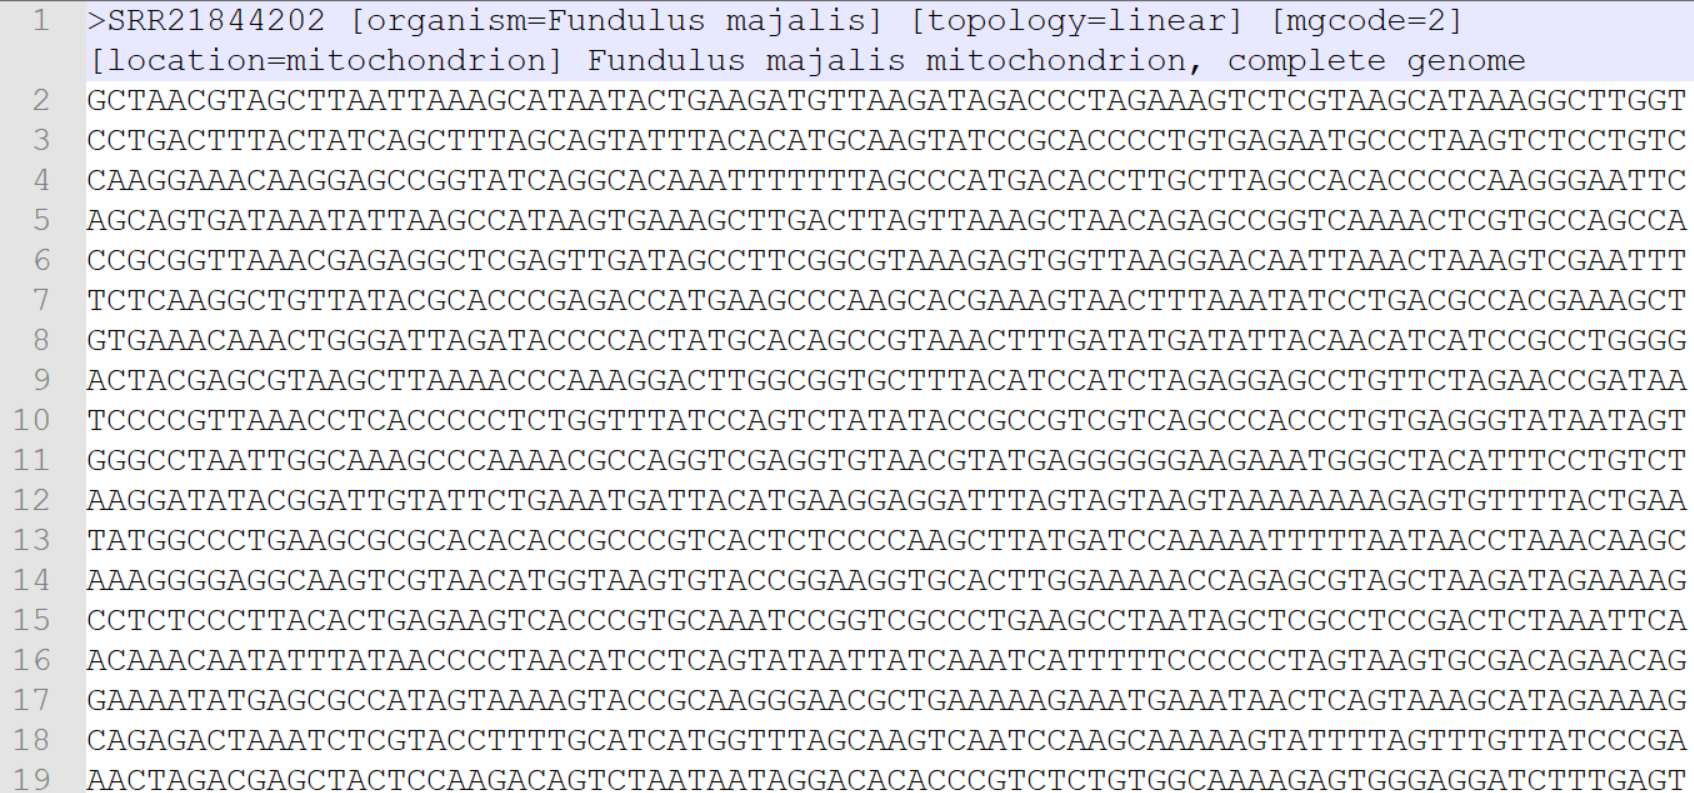 1 >SRR21844202 [organism=Fundulus majalis] [topology=linear] [mgcode=2]
[location=mitochondrion] Fundulus majalis mitochondrion, complete genome
2 GCTAACGTAGCTTAATTAAAGCATAATACTGAAGATGTTAAGATAGACCCTAGAAAGTCTCGTAAGCATAAAGGCTTGGT
3 CCTGACTTTACTATCAGCTTTAGCAGTATTTACACATGCAAGTATCCGCACCCCTGTGAGAATGCCCTAAGTCTCCTGTC
4 CAAGGAAACAAGGAGCCGGTATCAGGCACAAATTTTTTTAGCCCATGACACCTTGCTTAGCCACACCCCCAAGGGAATTC
5 AGCAGTGATAAATATTAAGCCATAAGTGAAAGCTTGACTTAGTTAAAGCTAACAGAGCCGGTCAAAACTCGTGCCAGCCA
6 CCGCGGTTAAACGAGAGGCTCGAGTTGATAGCCTTCGGCGTAAAGAGTGGTTAAGGAACAATTAAACTAAAGTCGAATTT
7 TCTCAAGGCTGTTATACGCACCCGAGACCATGAAGCCCAAGCACGAAAGTAACTTTAAATATCCTGACGCCACGAAAGCT
8 GTGAAACAAACTGGGATTAGATACCCCACTATGCACAGCCGTAAACTTTGATATGATATTACAACATCATCCGCCTGGGG
9 ACTACGAGCGTAAGCTTAAAACCCAAAGGACTTGGCGGTGCTTTACATCCATCTAGAGGAGCCTGTTCTAGAACCGATAA
10 TCCCCGTTAAACCTCACCCCCTCTGGTTTATCCAGTCTATATACCGCCGTCGTCAGCCCACCCTGTGAGGGTATAATAGT
11 GGGCCTAATTGGCAAAGCCCAAAACGCCAGGTCGAGGTGTAACGTATGAGGGGGGAAGAAATGGGCTACATTTCCTGTCT
12 AAGGATATACGGATTGTATTCTGAAATGATTACATGAAGGAGGATTTAGTAGTAAGTAAAAAAAAGAGTGTTTTACTGAA
13 TATGGCCCTGAAGCGCGCACACACCGCCCGTCACTCTCCCCAAGCTTATGATCCAAAAATTTTTAATAACCTAAACAAGC
14 AAAGGGGAGGCAAGTCGTAACATGGTAAGTGTACCGGAAGGTGCACTTGGAAAAACCAGAGCGTAGCTAAGATAGAAAAG
15 CCTCTCCCTTACACTGAGAAGTCACCCGTGCAAATCCGGTCGCCCTGAAGCCTAATAGCTCGCCTCCGACTCTAAATTCA
16 ACAAACAATATTTATAACCCCTAACATCCTCAGTATAATTATCAAATCATTTTTCCCCCCTAGTAAGTGCGACAGAACAG
17 GAAAATATGAGCGCCATAGTAAAAGTACCGCAAGGGAACGCTGAAAAAGAAATGAAATAACTCAGTAAAGCATAGAAAAG
18 CAGAGACTAAATCTCGTACCTTTTGCATCATGGTTTAGCAAGTCAATCCAAGCAAAAAGTATTTTAGTTTGTTATCCCGA
19 AACTAGACGAGCTACTCCAAGACAGTCTAATAATAGGACACACCCGTCTCTGTGGCAAAAGAGTGGGAGGATCTTTGAGT